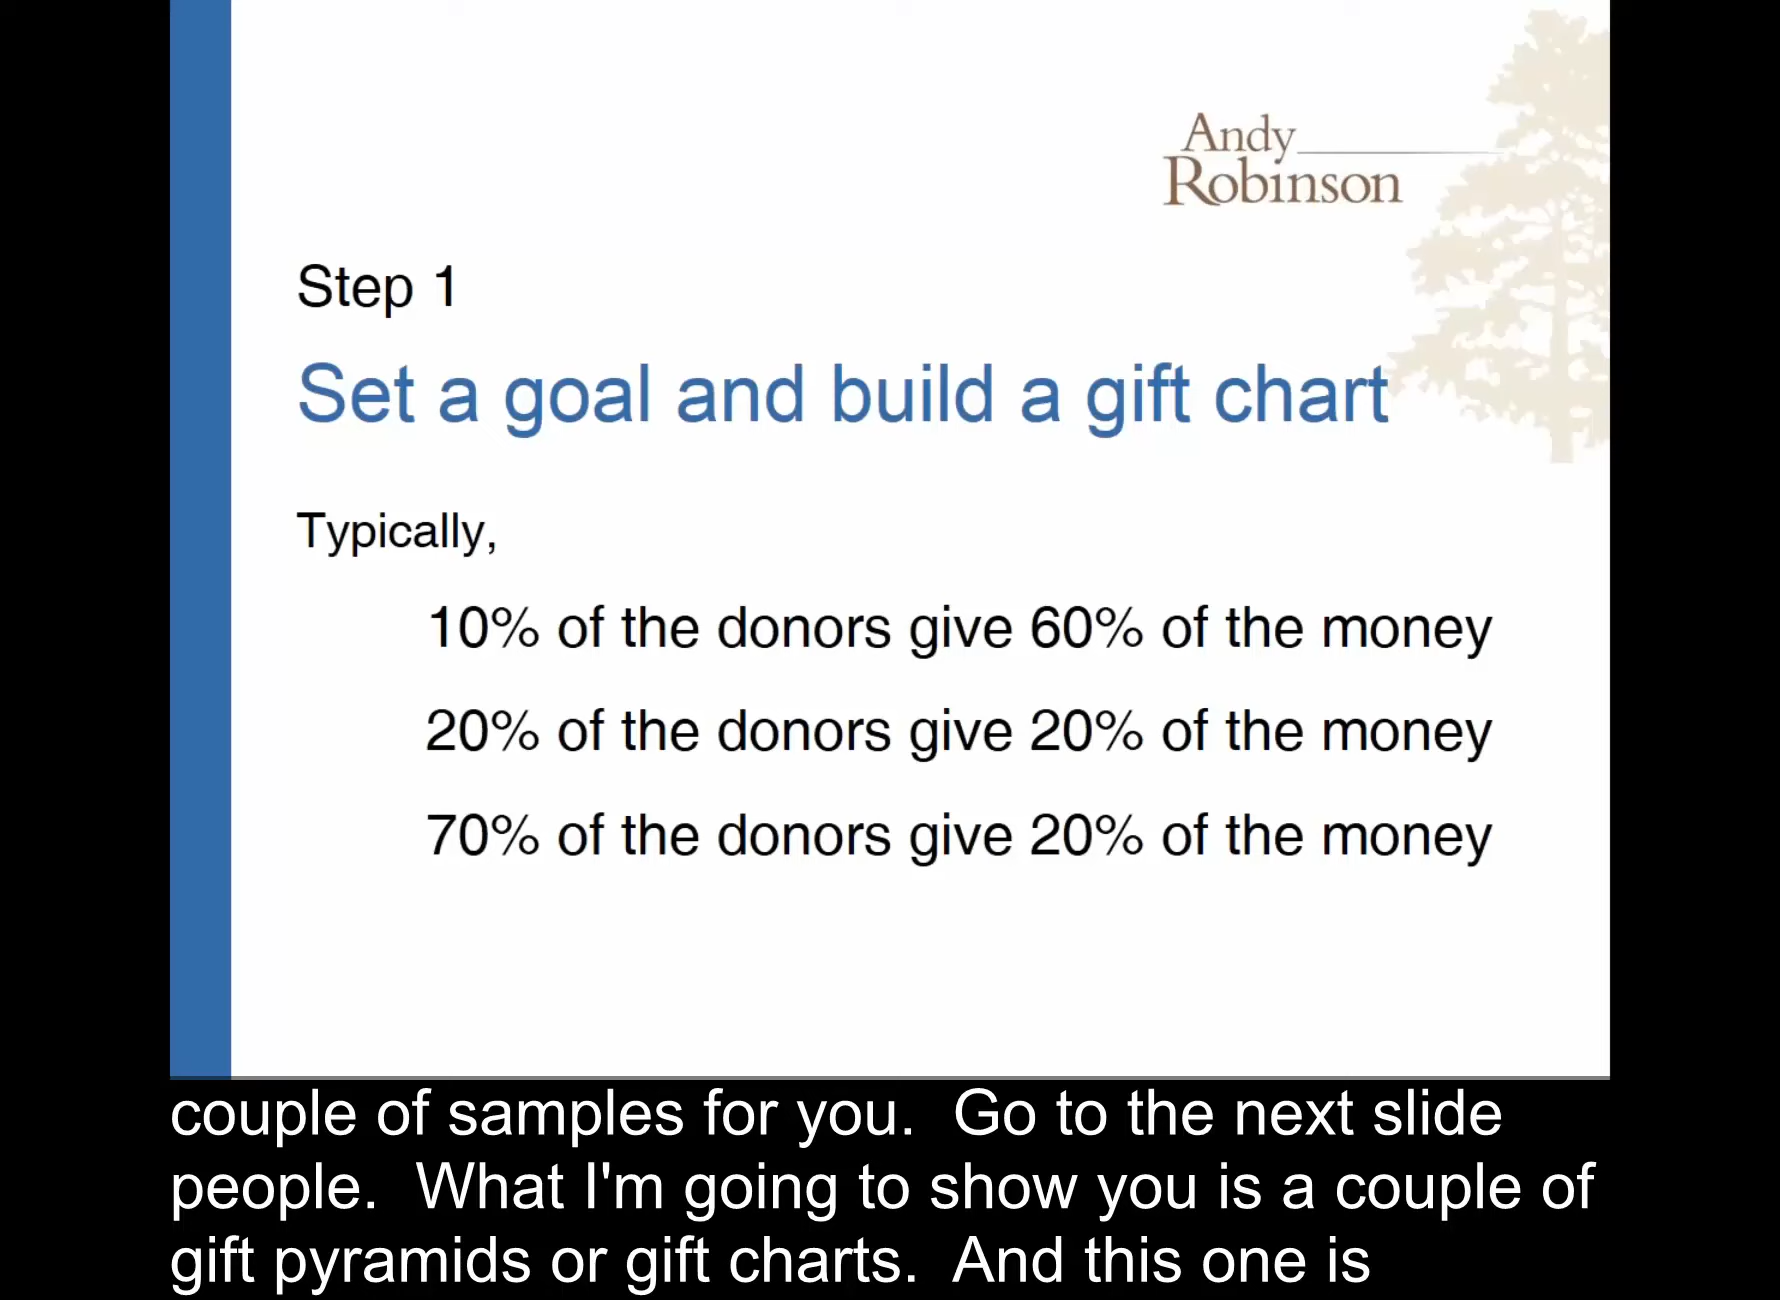 Andy
Robinson
Step 1
Set a goal and build a gift chart
Typically,
10% of the donors give 60% of the money
20% of the donors give 20% of the money
70% of the donors give 20% of the money
couple of samples for you.  Go to the next slide
people.  What I'm going to show you is a couple of
gift pyramids or gift charts.  And this one is